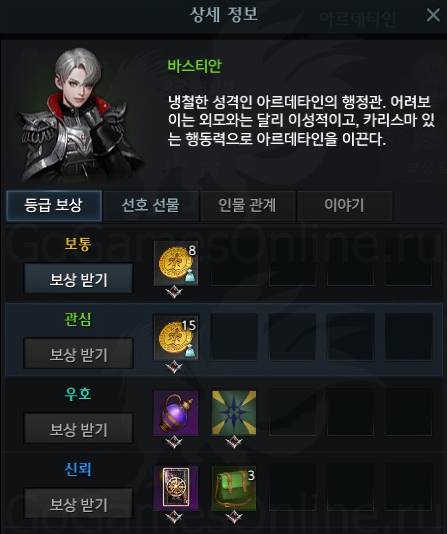 상세 정보
아르데타인
바스티안
냉철한 성격인 아르데타인의 행정관. 어려보
이는 외모와는 달리 이성적이고, 카리스마 있
는 행동력으로 아르데타인을 이끈다.
등급 보상
선호 선물
인물 관계
이야기
보통
8
보상 받기
관심
15
보상 받기
우호
보상 받기
신뢰
3
보상 받기
GoGamesOnline.ru
GoGamesOnline.ru